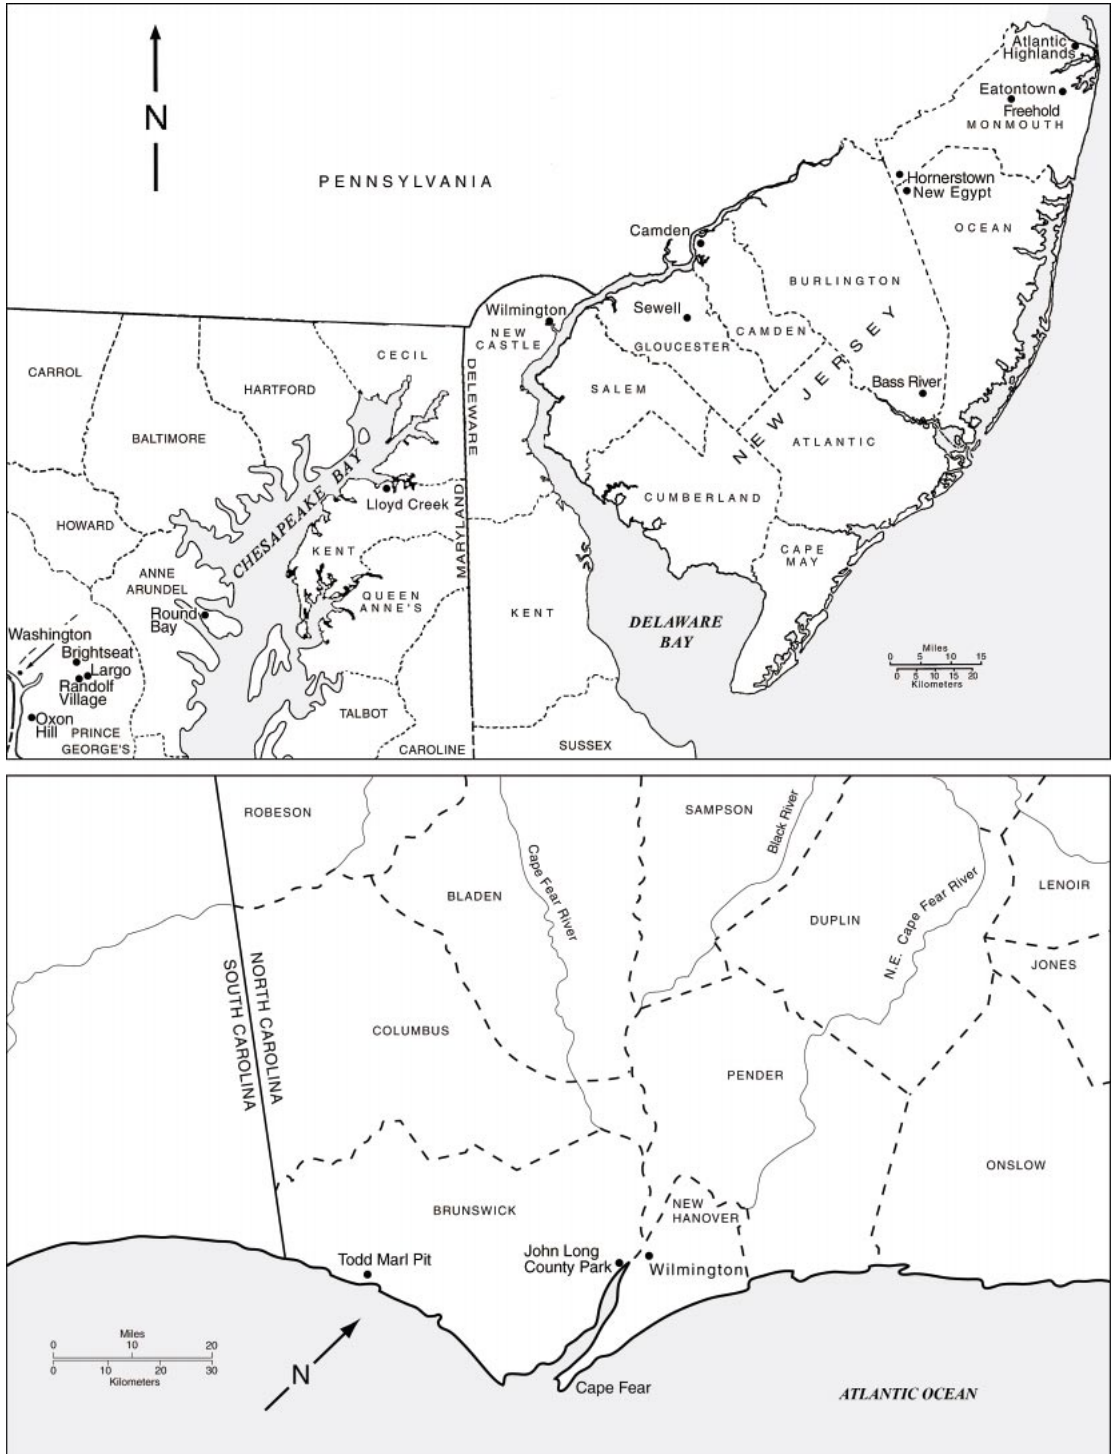 N
PENNSYLVANIA
Atlantic
Highlands
Eatontown
Freehold
MONMOUTH
Hornerstown
New Egypt
OCEAN
Camden
BURLINGTON
Wilmington
NEW
CASTLE
Sewell
GLOUCESTER
CAMDEN
NEW JERSEY
SALEM
Bass River
ATLANTIC
CUMBERLAND
CAPE
MAY
CARROL
BALTIMORE
HARTFORD
CECIL
DELEWARE
MARYLAND
CHESAPEAKE BAY
Lloyd Creek
HOWARD
KENT
ANNE
ARUNDEL
QUEEN
ANNE'S
KENT
DELEWARE
BAY
Round
Bay
Washington
Brightseat
Largo
Randolf
Village
Oxon
Hill
PRINCE
GEORGE'S
TALBOT
CAROLINE
SUSSEX
Miles
0 5 10 15
0 5 10 15 20
Kilometers
ROBESON
SAMPSON
Black River
BLADEN
Cape Fear River
DUPLIN
N.E. Cape Fear River
LENOIR
JONES
NORTH CAROLINA
SOUTH CAROLINA
COLUMBUS
PENDER
ONSLOW
BRUNSWICK
NEW
HANOVER
Todd Marl Pit
John Long
County Park
Wilmington
Miles
0 10 20
0 10 20 30
Kilometers
N
Cape Fear
ATLANTIC OCEAN